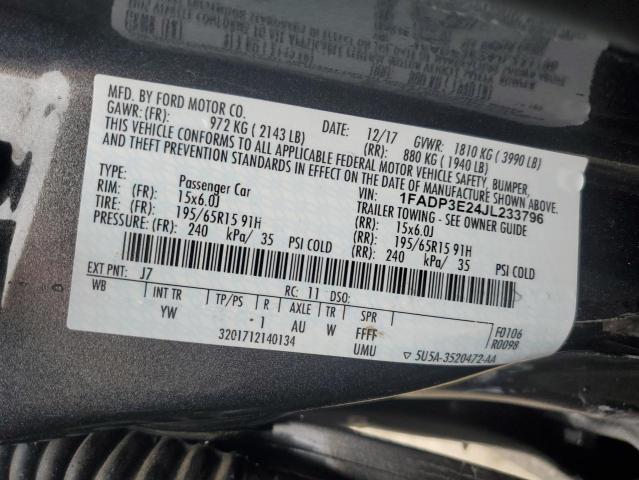 MFD. BY FORD MOTOR CO.
DATE: 12/17 GVWR: 1810 KG ( 3990 LB)
GAWR: (FR): 972 KG ( 2143 LB) (RR): 880 KG ( 1940 LB)
THIS VEHICLE CONFORMS TO ALL APPLICABLE FEDERAL MOTOR VEHICLE SAFETY, BUMPER,
AND THEFT PREVENTION STANDARDS IN EFFECT ON THE DATE OF MANUFACTURE SHOWN ABOVE.
VIN: 1FADP3E24JL233796
TYPE: Passenger Car TRAILER TOWING - SEE OWNER GUIDE
RIM: (FR): 15x6.0J (RR): 15x6.0J
TIRE: (FR): 195/65R15 91H (RR): 195/65R15 91H
PRESSURE: (FR): 240 kPa/ 35 PSI COLD (RR): 240 kPa/ 35 PSI COLD
EXT PNT: J7 RC: 11 DSO:
WB INT TR TP/PS R AXLE TR SPR
YW - 1 AU W FFFF
UMU
F0106
R0098
3201712140134
▽ 5U5A-3520472-AA